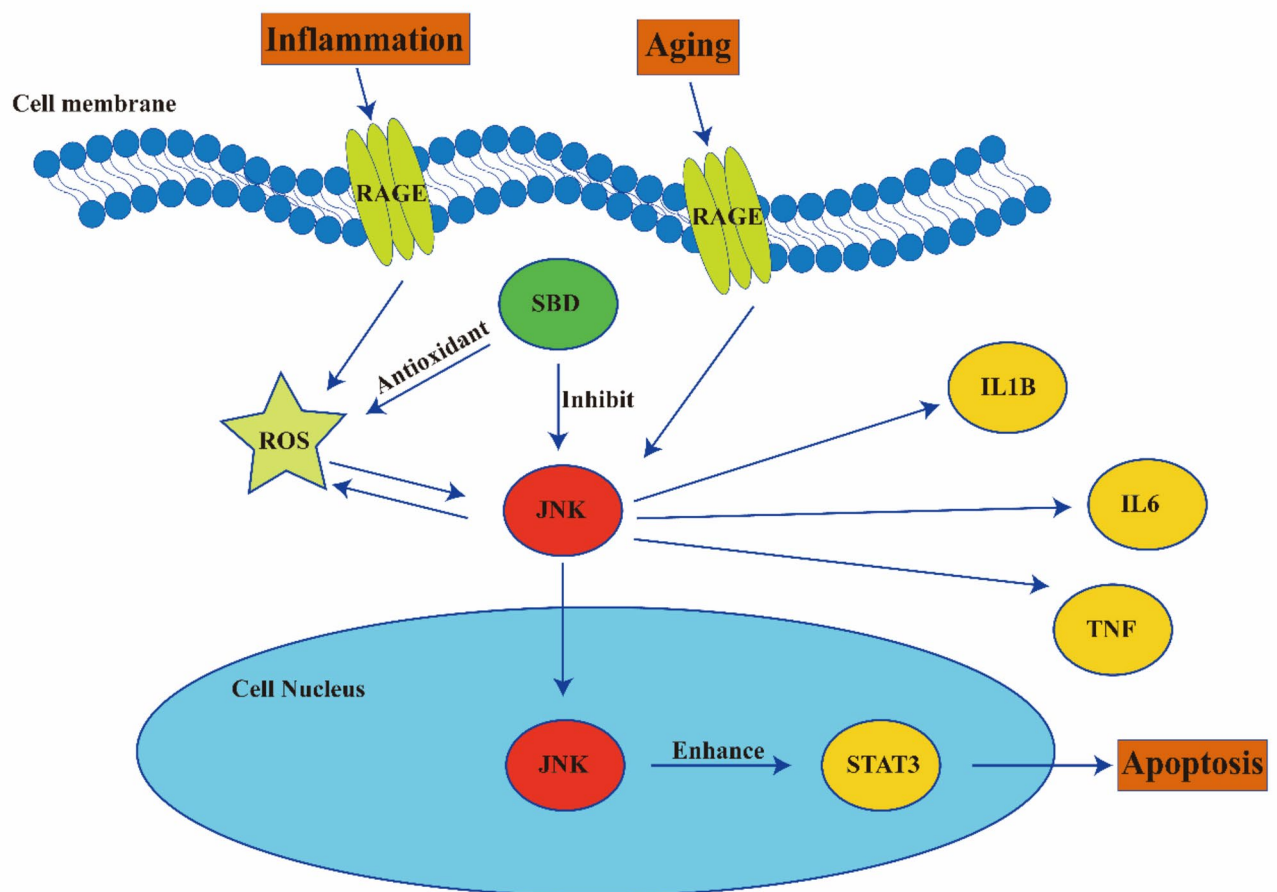 Inflammation
Aging
Cell membrane
RAGE
RAGE
SBD
Antioxidant
Inhibit
IL1B
ROS
JNK
IL6
TNF
Cell Nucleus
JNK
Enhance
STAT3
Apoptosis